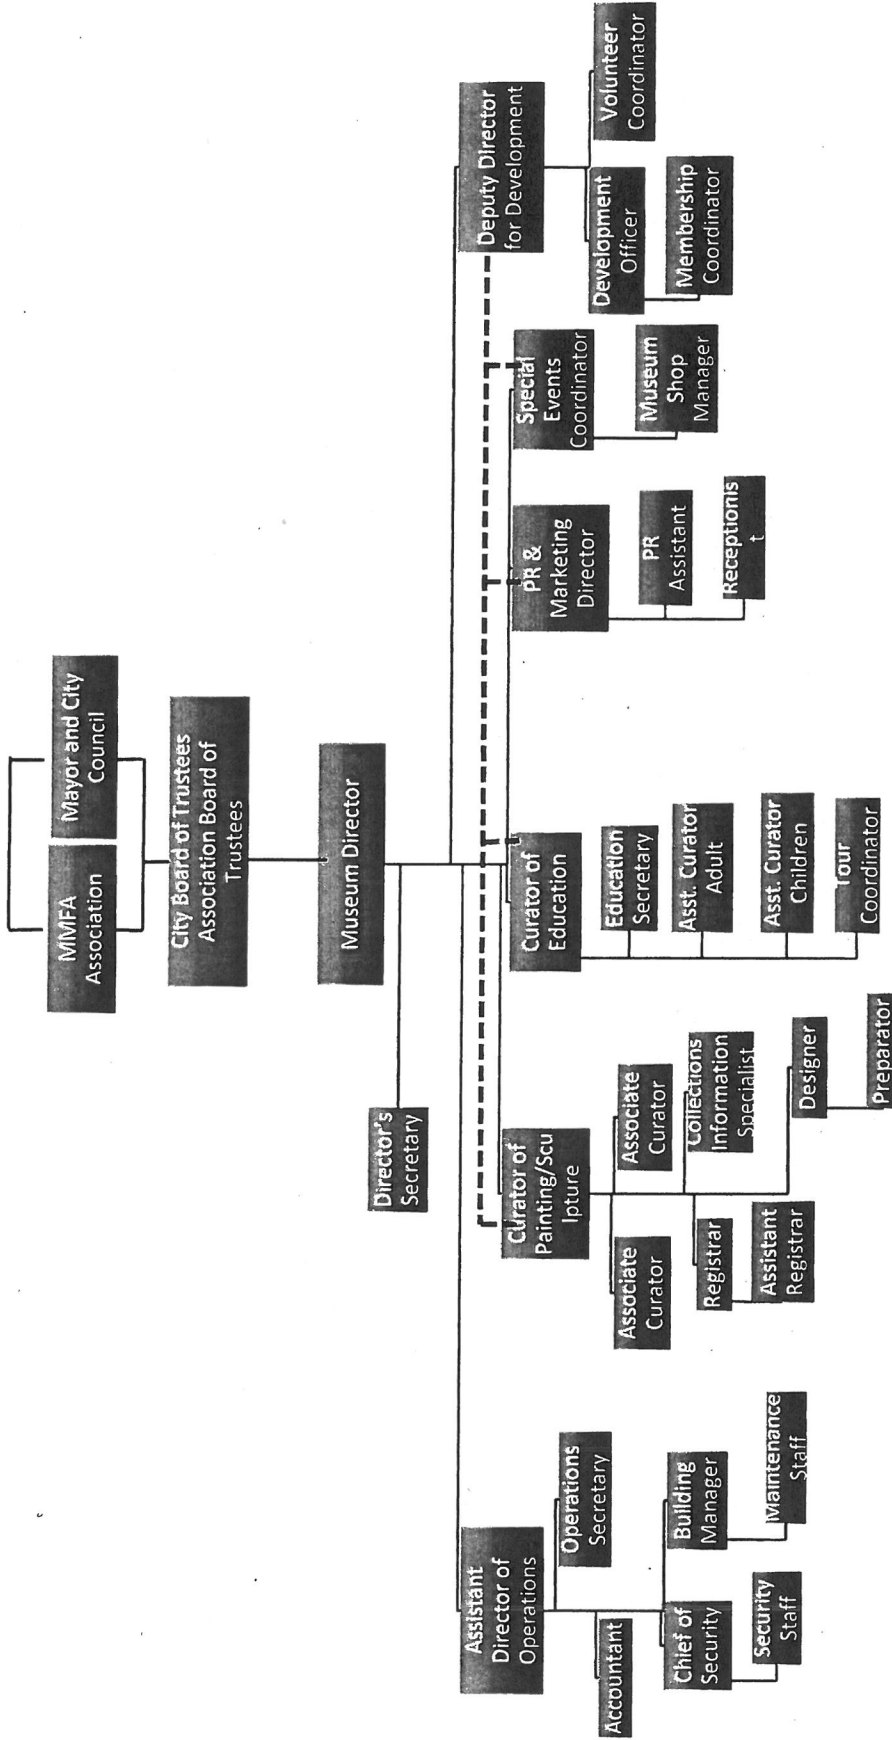 MMFA
Association
Mayor and City
Council
City Board of Trustees
Association Board of
Trustees
Museum Director
Director's
Secretary
Assistant
Director of
Operations
Operations
Secretary
Accountant
Chief of
Security
Building
Manager
Security
Staff
Maintenance
Staff
Curator of
Painting/Scu
lpture
Associate
Curator
Associate
Curator
Registrar
Collections
Information
Specialist
Assistant
Registrar
Designer
Preparator
Curator of
Education
Education
Secretary
Asst. Curator
Adult
Asst. Curator
Children
Tour
Coordinator
PR &
Marketing
Director
PR
Assistant
Receptionis
t
Special
Events
Coordinator
Museum
Shop
Manager
Deputy Director
for Development
Development
Officer
Volunteer
Coordinator
Membership
Coordinator